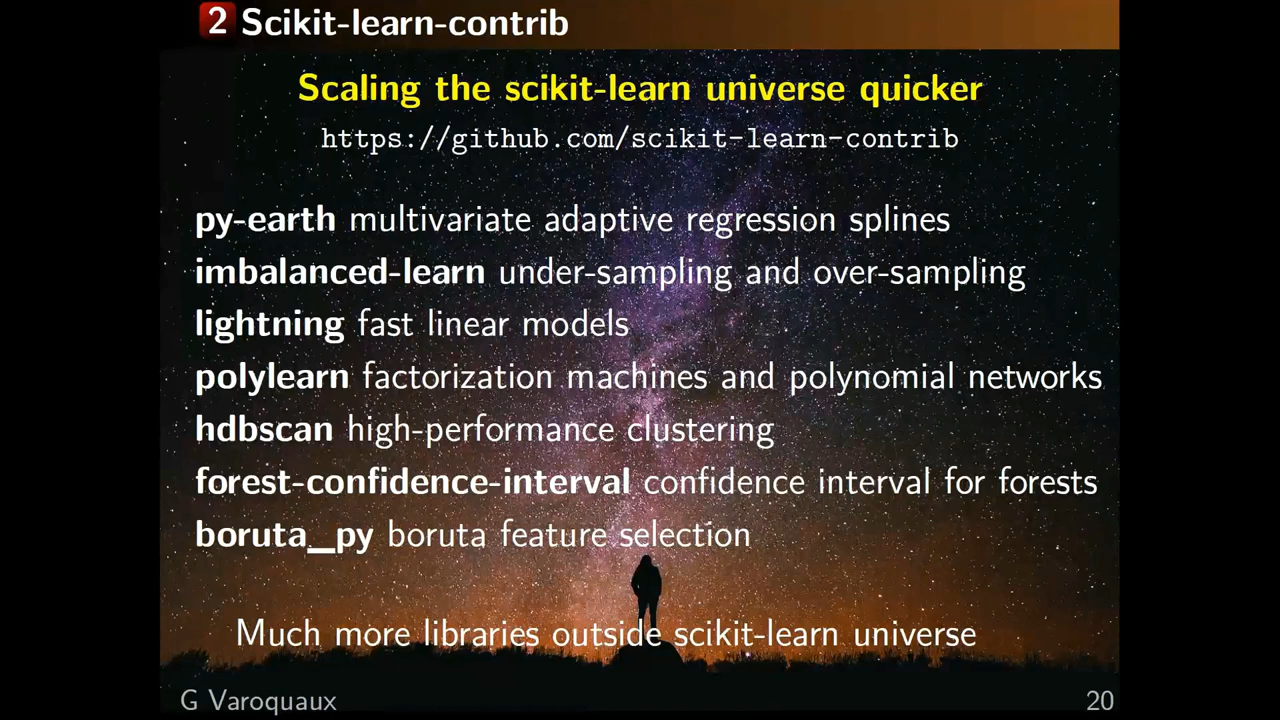 2 Scikit-learn-contrib
Scaling the scikit-learn universe quicker
https://github.com/scikit-learn-contrib
py-earth multivariate adaptive regression splines
imbalanced-learn under-sampling and over-sampling
lightning fast linear models
polylearn factorization machines and polynomial networks
hdbscan high-performance clustering
forest-confidence-interval confidence interval for forests
boruta_py boruta feature selection
Much more libraries outside scikit-learn universe
G Varoquaux 20